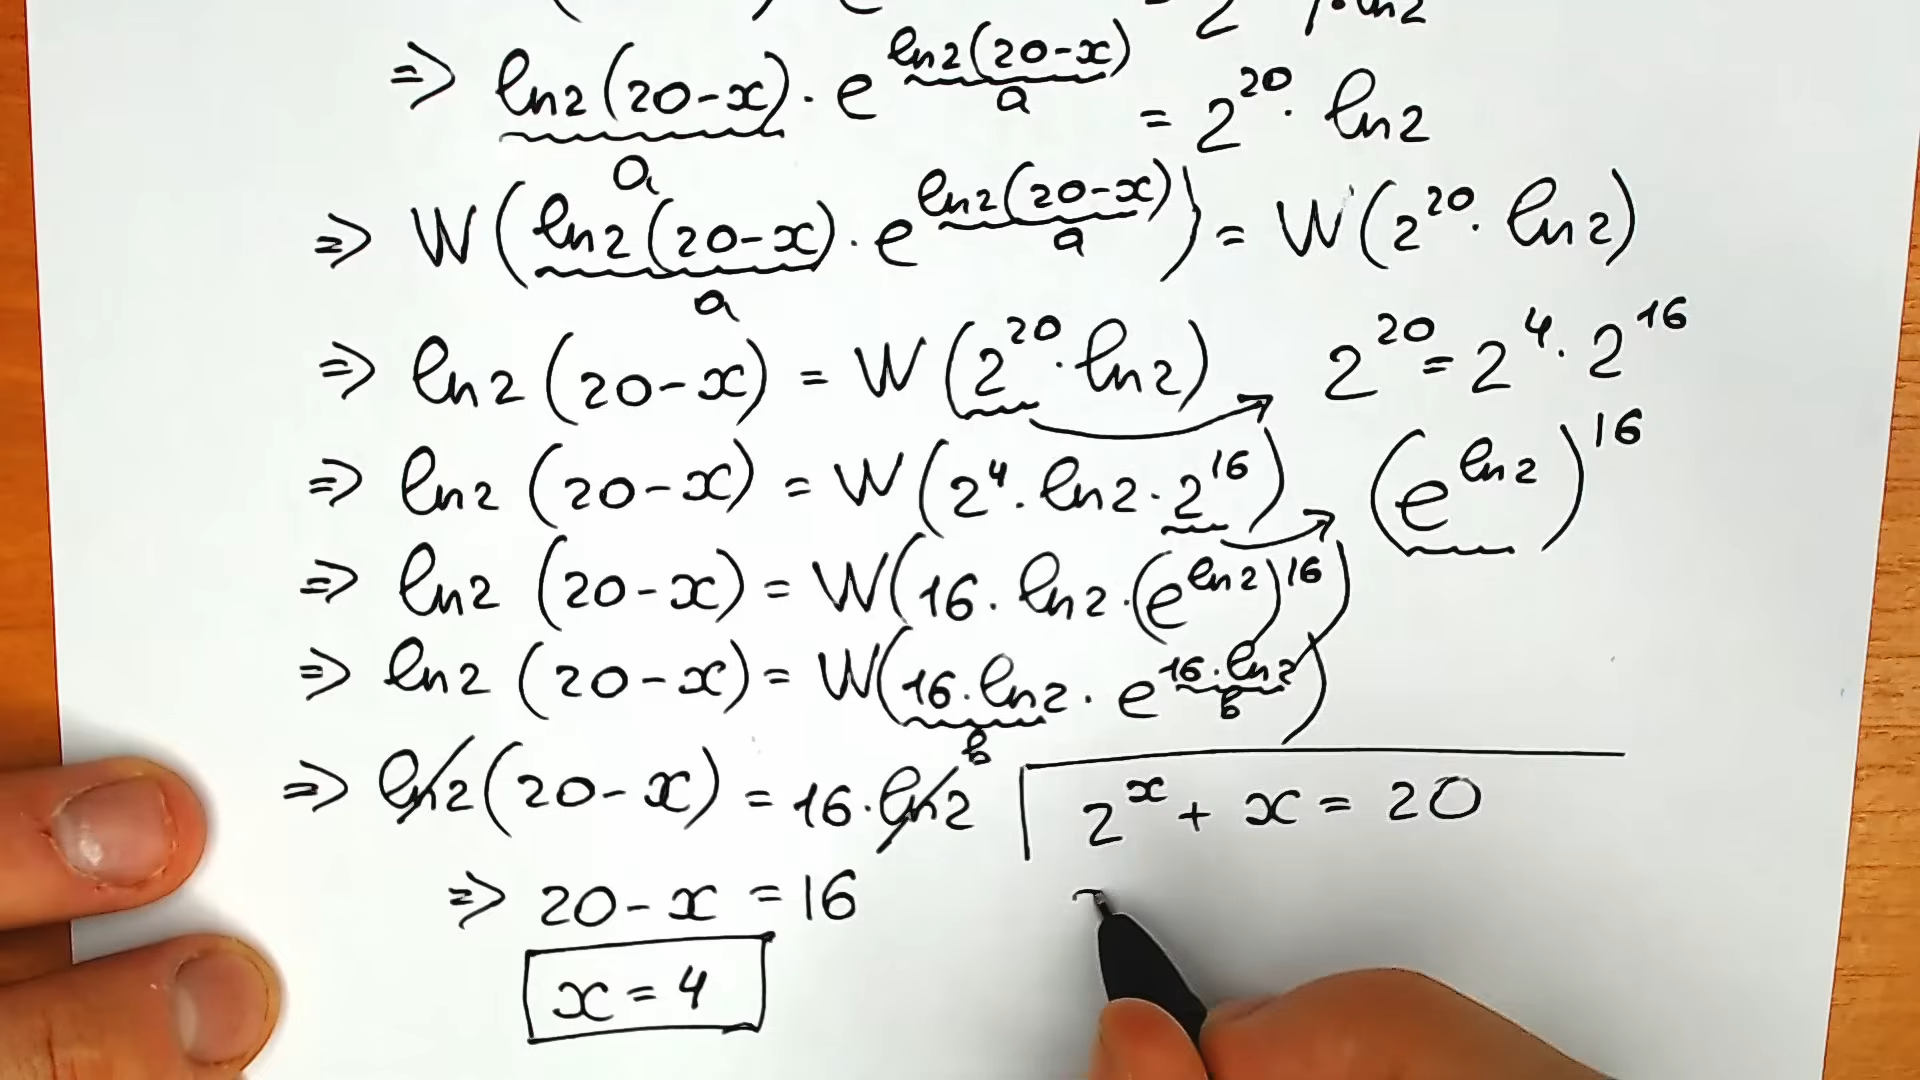 2 ln2
=> ln2(20-x) · e^(ln2(20-x)) = 2^20 · ln2
a a
=> W(ln2(20-x) · e^(ln2(20-x))) = W(2^20 · ln2)
a a
=> ln2(20-x) = W(2^20 · ln2) 2^20 = 2^4 · 2^16
=> ln2(20-x) = W(2^4 · ln2 · 2^16) (e^ln2)^16
=> ln2(20-x) = W(16 · ln2 · (e^ln2)^16)
=> ln2(20-x) = W(16 · ln2 · e^(16 · ln2))
b b
=> ln2(20-x) = 16 · ln2 2^x + x = 20
=> 20-x = 16
x = 4